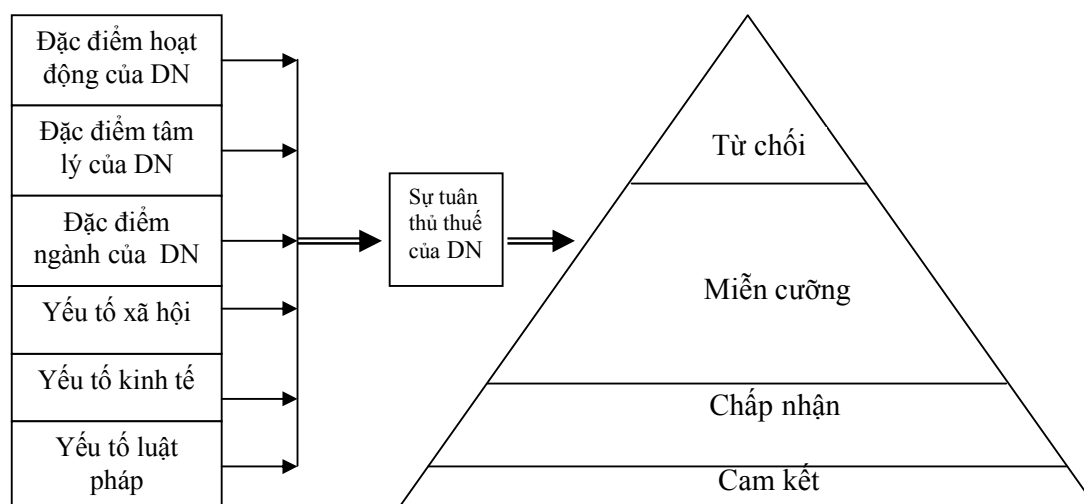 Đặc điểm hoạt
động của DN
Đặc điểm tâm
lý của DN
Đặc điểm
ngành của DN
Yếu tố xã hội
Yếu tố kinh tế
Yếu tố luật
pháp
Sự tuân
thủ thuế
của DN
Từ chối
Miễn cưỡng
Chấp nhận
Cam kết